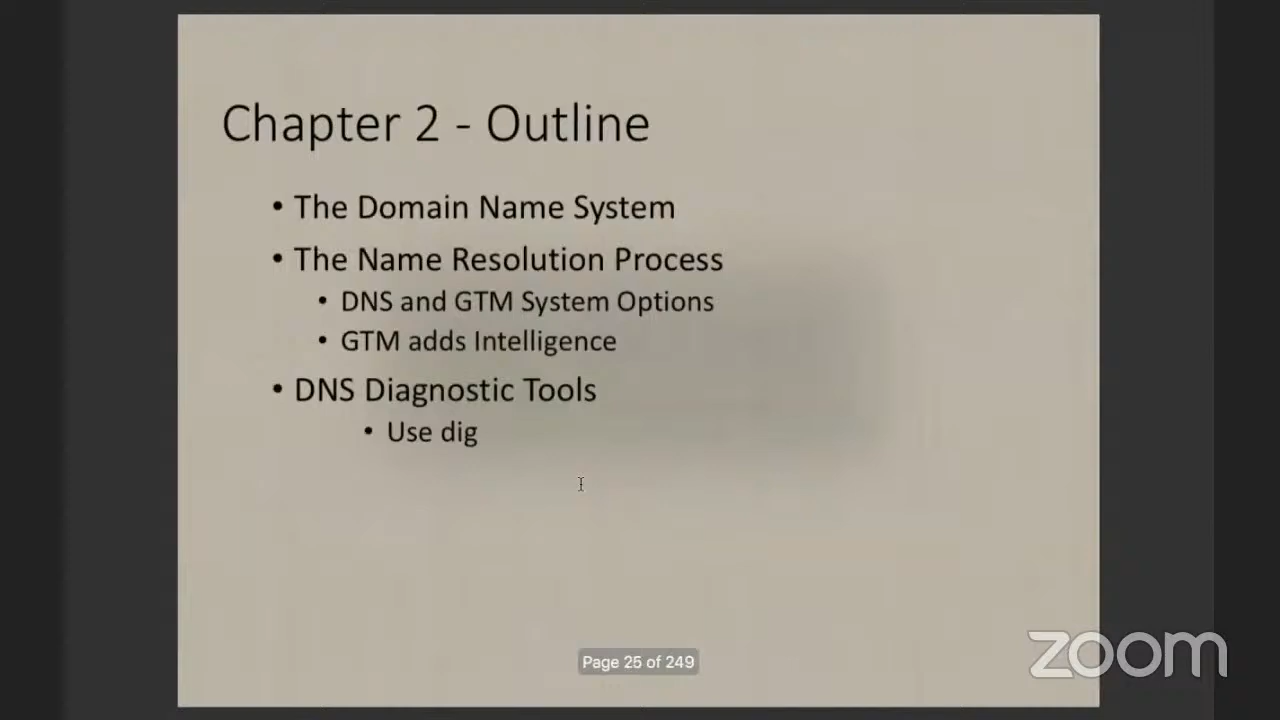 Chapter 2 - Outline
• The Domain Name System
• The Name Resolution Process
• DNS and GTM System Options
• GTM adds Intelligence
• DNS Diagnostic Tools
• Use dig
Page 25 of 249
zoom